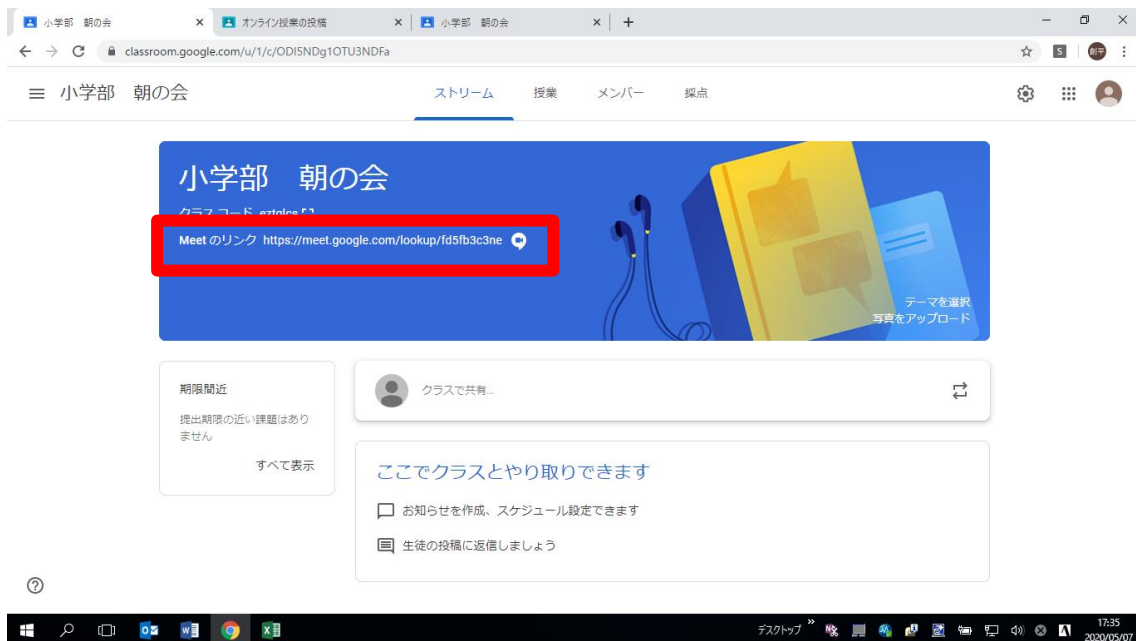 小学部 朝の会
オンライン授業の投稿
小学部 朝の会
classroom.google.com/u/1/c/ODI5NDg1OTU3NDFa
S
創平
小学部 朝の会
ストリーム 授業 メンバー 採点
小学部 朝の会
クラス コード
Meet のリンク https://meet.google.com/lookup/fd5fb3c3ne
テーマを選択
写真をアップロード
期限間近
提出期限の近い課題はあり
ません
すべて表示
クラスで共有...
ここでクラスとやり取りできます
お知らせを作成、スケジュール設定できます
生徒の投稿に返信しましょう
デスクトップ
17:35
2020/05/07